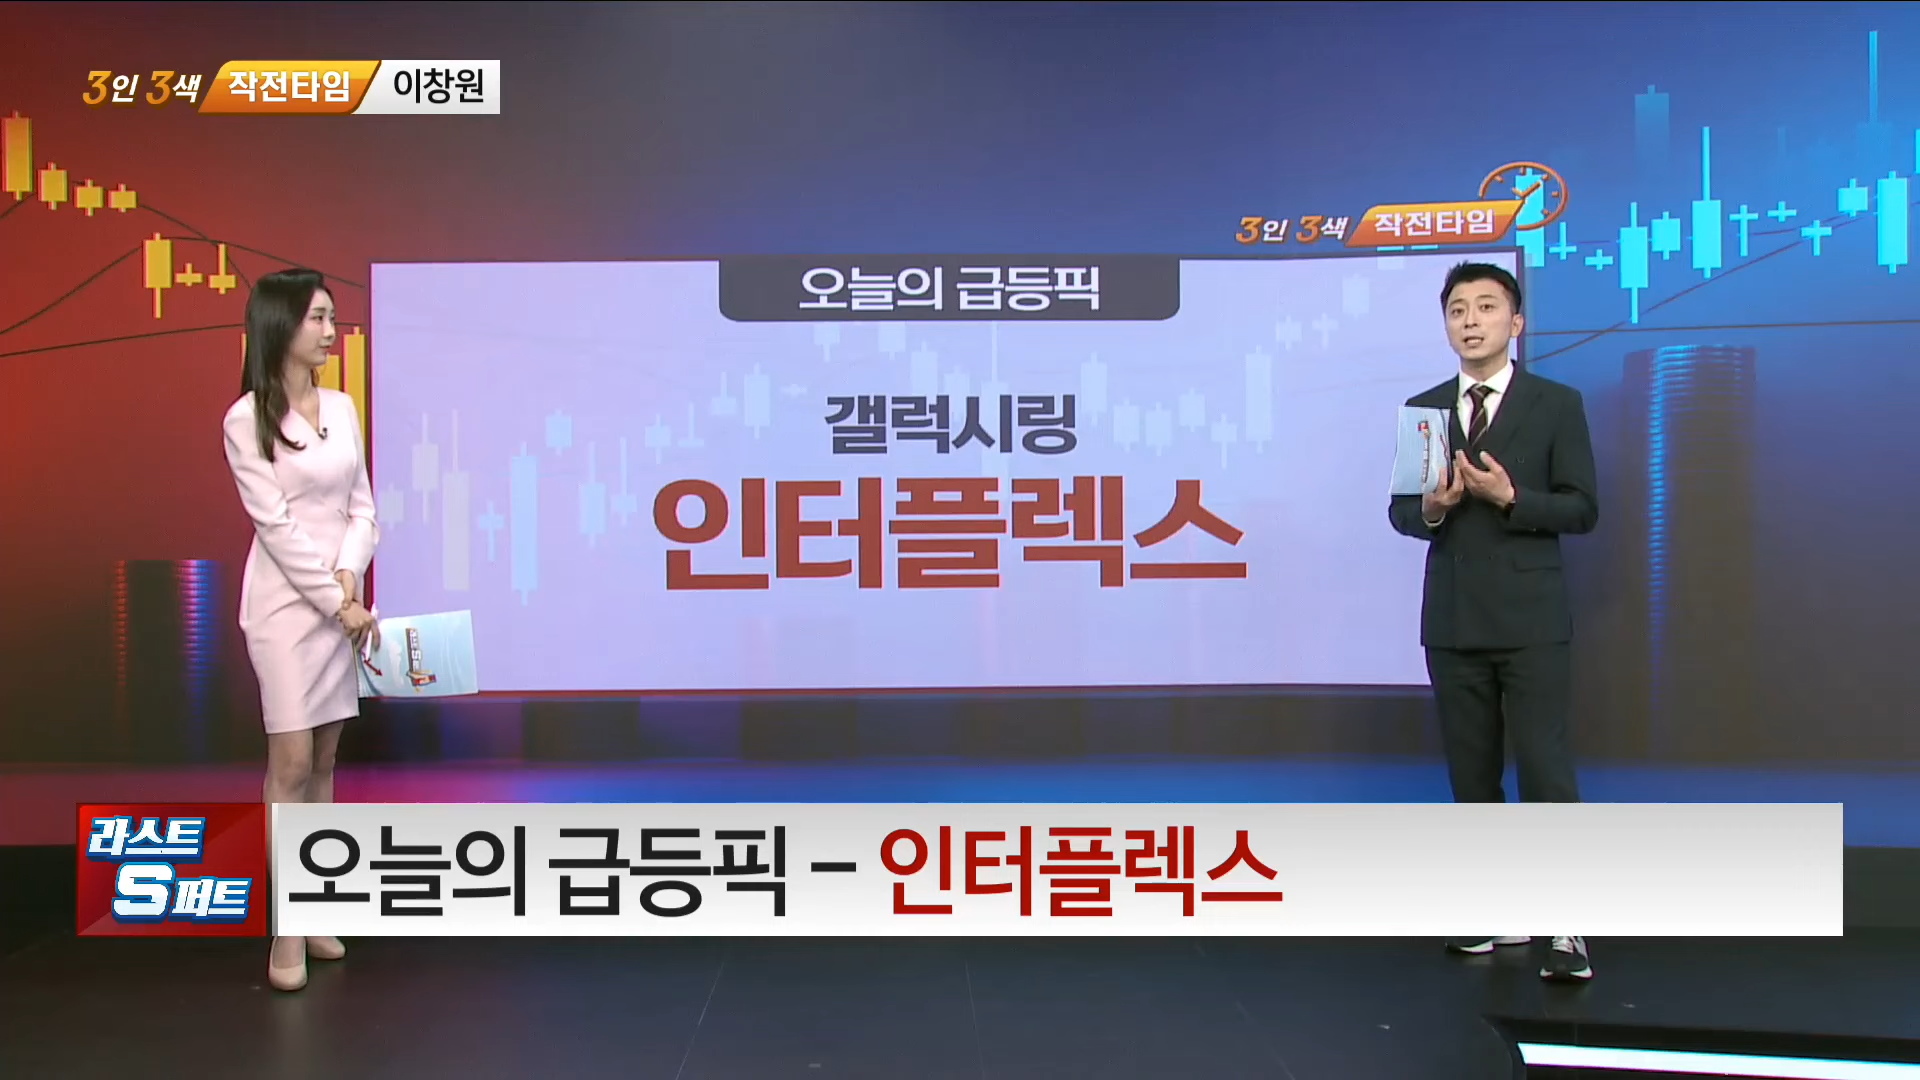 3인 3색 작전타임 이창원
3인 3색 작전타임
오늘의 급등픽
갤럭시링
인터플렉스
라스트
S퍼트
오늘의 급등픽 - 인터플렉스